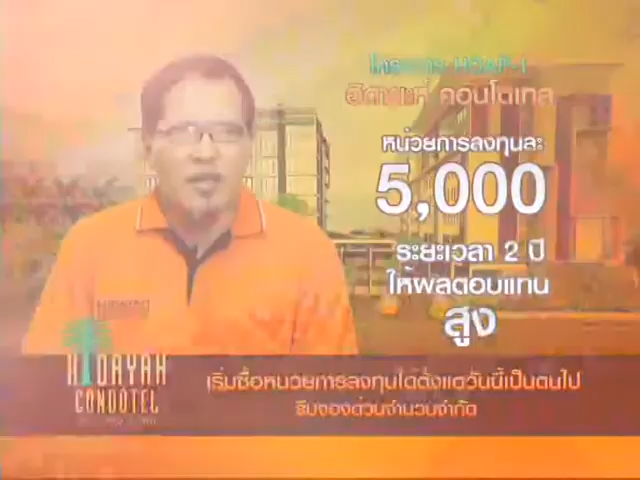 ฮิดายะห์ คอนโดเทล
หน่วยการลงทุนละ
5,000
ระยะเวลา 2 ปี
ให้ผลตอบแทน
สูง
HIDAYAH
CONDOTEL
เริ่มซื้อหน่วยการลงทุนได้ตั้งแต่วันนี้เป็นต้นไป
รีบจองด่วนจำนวนจำกัด